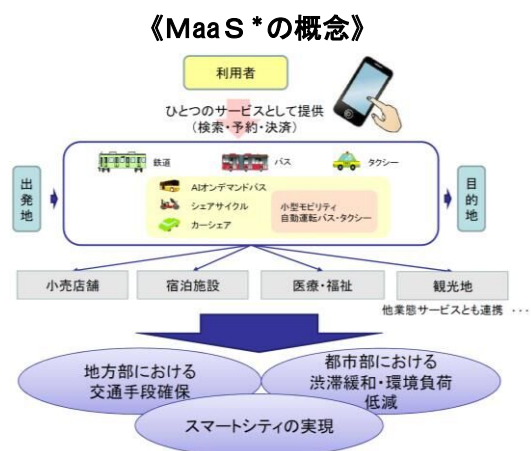 《MaaS*の概念》
利用者
ひとつのサービスとして提供
(検索・予約・決済)
出発地
鉄道
バス
タクシー
AIオンデマンドバス
シェアサイクル
カーシェア
小型モビリティ
自動運転バス・タクシー
目的地
小売店舗
宿泊施設
医療・福祉
観光地
他業態サービスとも連携 ・・・
地方部における
交通手段確保
都市部における
渋滞緩和・環境負荷
低減
スマートシティの実現